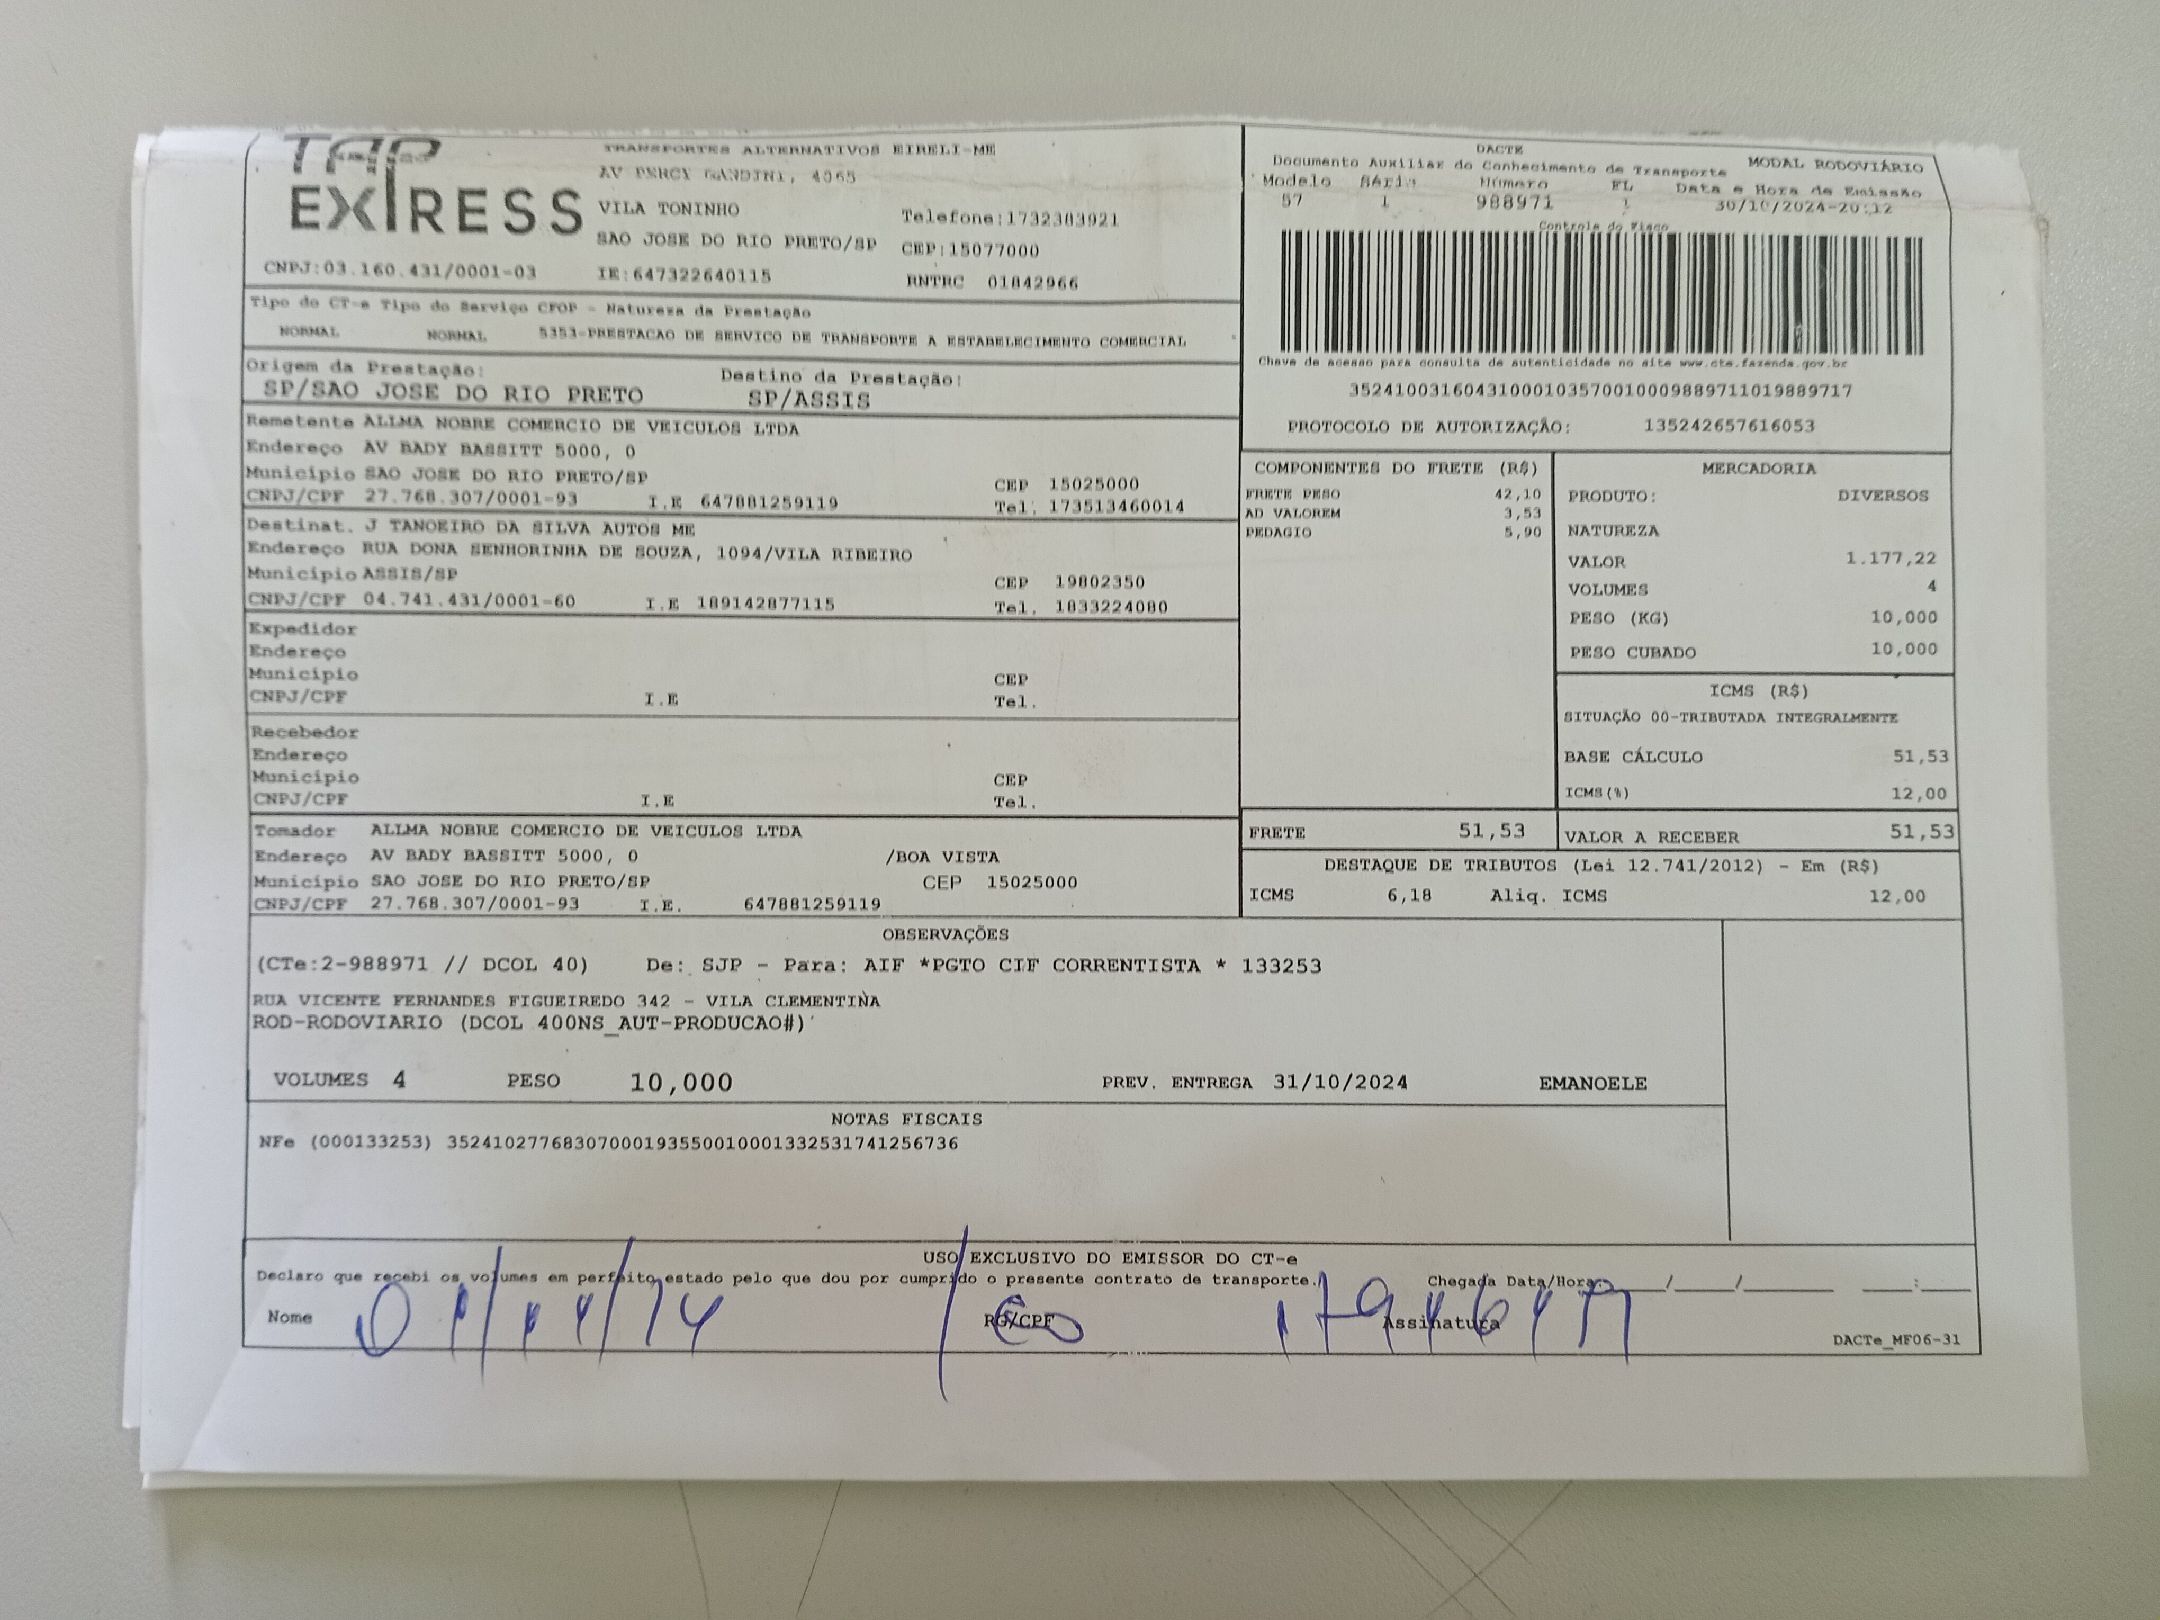 TAP
EXPRESS
TRANSPORTES ALTERNATIVOS EIRELI-ME
AV PERCY GANDINI, 4065
VILA TONINHO
Telefone:1732383921
SAO JOSE DO RIO PRETO/SP
CEP:15077000
CNPJ:03.160.431/0001-03
IE:647322640115
RNTRC 01842966
DACTE
Documento Auxiliar do Conhecimento de Transporte
MODAL RODOVIÁRIO
Modelo Série Número FL Data e Hora de Emissão
57 1 988971 1 30/10/2024-20:12
Controle do Fisco
Chave de acesso para consulta de autenticidade no site www.cte.fazenda.gov.br
35241003160431000103570010009889711019889717
PROTOCOLO DE AUTORIZAÇÃO: 135242657616053
Tipo do CT-e Tipo do Serviço CFOP - Natureza da Prestação
NORMAL NORMAL 5353-PRESTACAO DE SERVICO DE TRANSPORTE A ESTABELECIMENTO COMERCIAL
Origem da Prestação: Destino da Prestação:
SP/SAO JOSE DO RIO PRETO SP/ASSIS
Remetente ALLMA NOBRE COMERCIO DE VEICULOS LTDA
Endereço AV BADY BASSITT 5000, 0
Município SAO JOSE DO RIO PRETO/SP CEP 15025000
CNPJ/CPF 27.768.307/0001-93 I.E 647881259119 Tel. 173513460014
Destinat. J TANOEIRO DA SILVA AUTOS ME
Endereço RUA DONA SENHORINHA DE SOUZA, 1094/VILA RIBEIRO
Município ASSIS/SP CEP 19802350
CNPJ/CPF 04.741.431/0001-60 I.E 189142877115 Tel. 1833224080
Expedidor
Endereço
Município CEP
CNPJ/CPF I.E Tel.
Recebedor
Endereço
Município CEP
CNPJ/CPF I.E Tel.
Tomador ALLMA NOBRE COMERCIO DE VEICULOS LTDA
Endereço AV BADY BASSITT 5000, 0 /BOA VISTA
Município SAO JOSE DO RIO PRETO/SP CEP 15025000
CNPJ/CPF 27.768.307/0001-93 I.E. 647881259119
COMPONENTES DO FRETE (R$)
FRETE PESO 42,10
AD VALOREM 3,53
PEDAGIO 5,90
MERCADORIA
PRODUTO: DIVERSOS
NATUREZA
VALOR 1.177,22
VOLUMES 4
PESO (KG) 10,000
PESO CUBADO 10,000
ICMS (R$)
SITUAÇÃO 00-TRIBUTADA INTEGRALMENTE
BASE CÁLCULO 51,53
ICMS(%) 12,00
FRETE 51,53 VALOR A RECEBER 51,53
DESTAQUE DE TRIBUTOS (Lei 12.741/2012) - Em (R$)
ICMS 6,18 Aliq. ICMS 12,00
OBSERVAÇÕES
(CTe:2-988971 // DCOL 40) De: SJP - Para: AIF *PGTO CIF CORRENTISTA * 133253
RUA VICENTE FERNANDES FIGUEIREDO 342 - VILA CLEMENTINA
ROD-RODOVIARIO (DCOL 400NS_AUT-PRODUCAO#)
VOLUMES 4 PESO 10,000 PREV. ENTREGA 31/10/2024 EMANOELE
NOTAS FISCAIS
NFe (000133253) 35241027768307000193550010001332531741256736
USO EXCLUSIVO DO EMISSOR DO CT-e
Declaro que recebi os volumes em perfeito estado pelo que dou por cumprido o presente contrato de transporte.
Chegada Data/Hora: ___/___/_____ ___:___
Nome RG/CPF Assinatura
DACTe_MF06-31